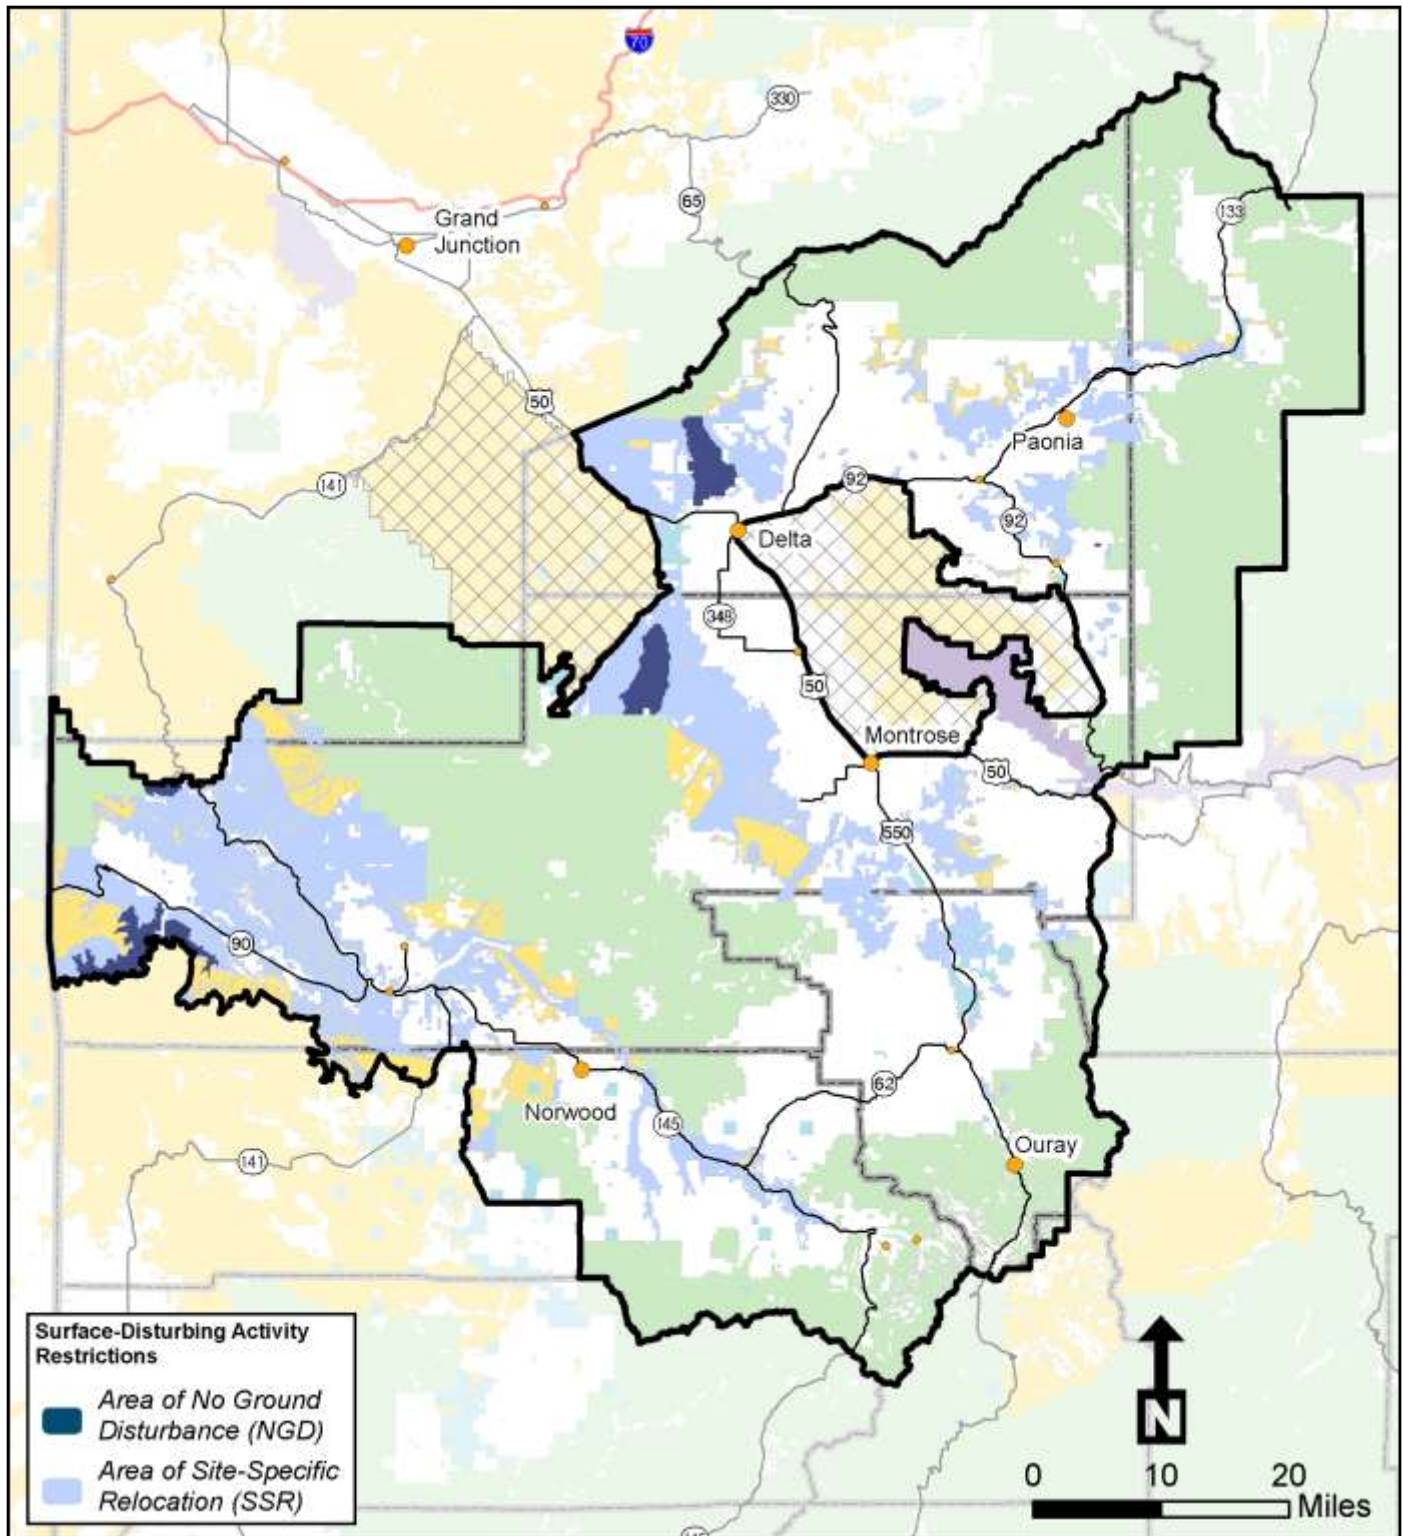 70
330
65
133
Grand
Junction
50
141
Paonia
92
92
Delta
348
50
Montrose
50
550
90
62
Norwood
145
141
Ouray
Surface-Disturbing Activity
Restrictions
Area of No Ground
Disturbance (NGD)
Area of Site-Specific
Relocation (SSR)
N
0 10 20
Miles